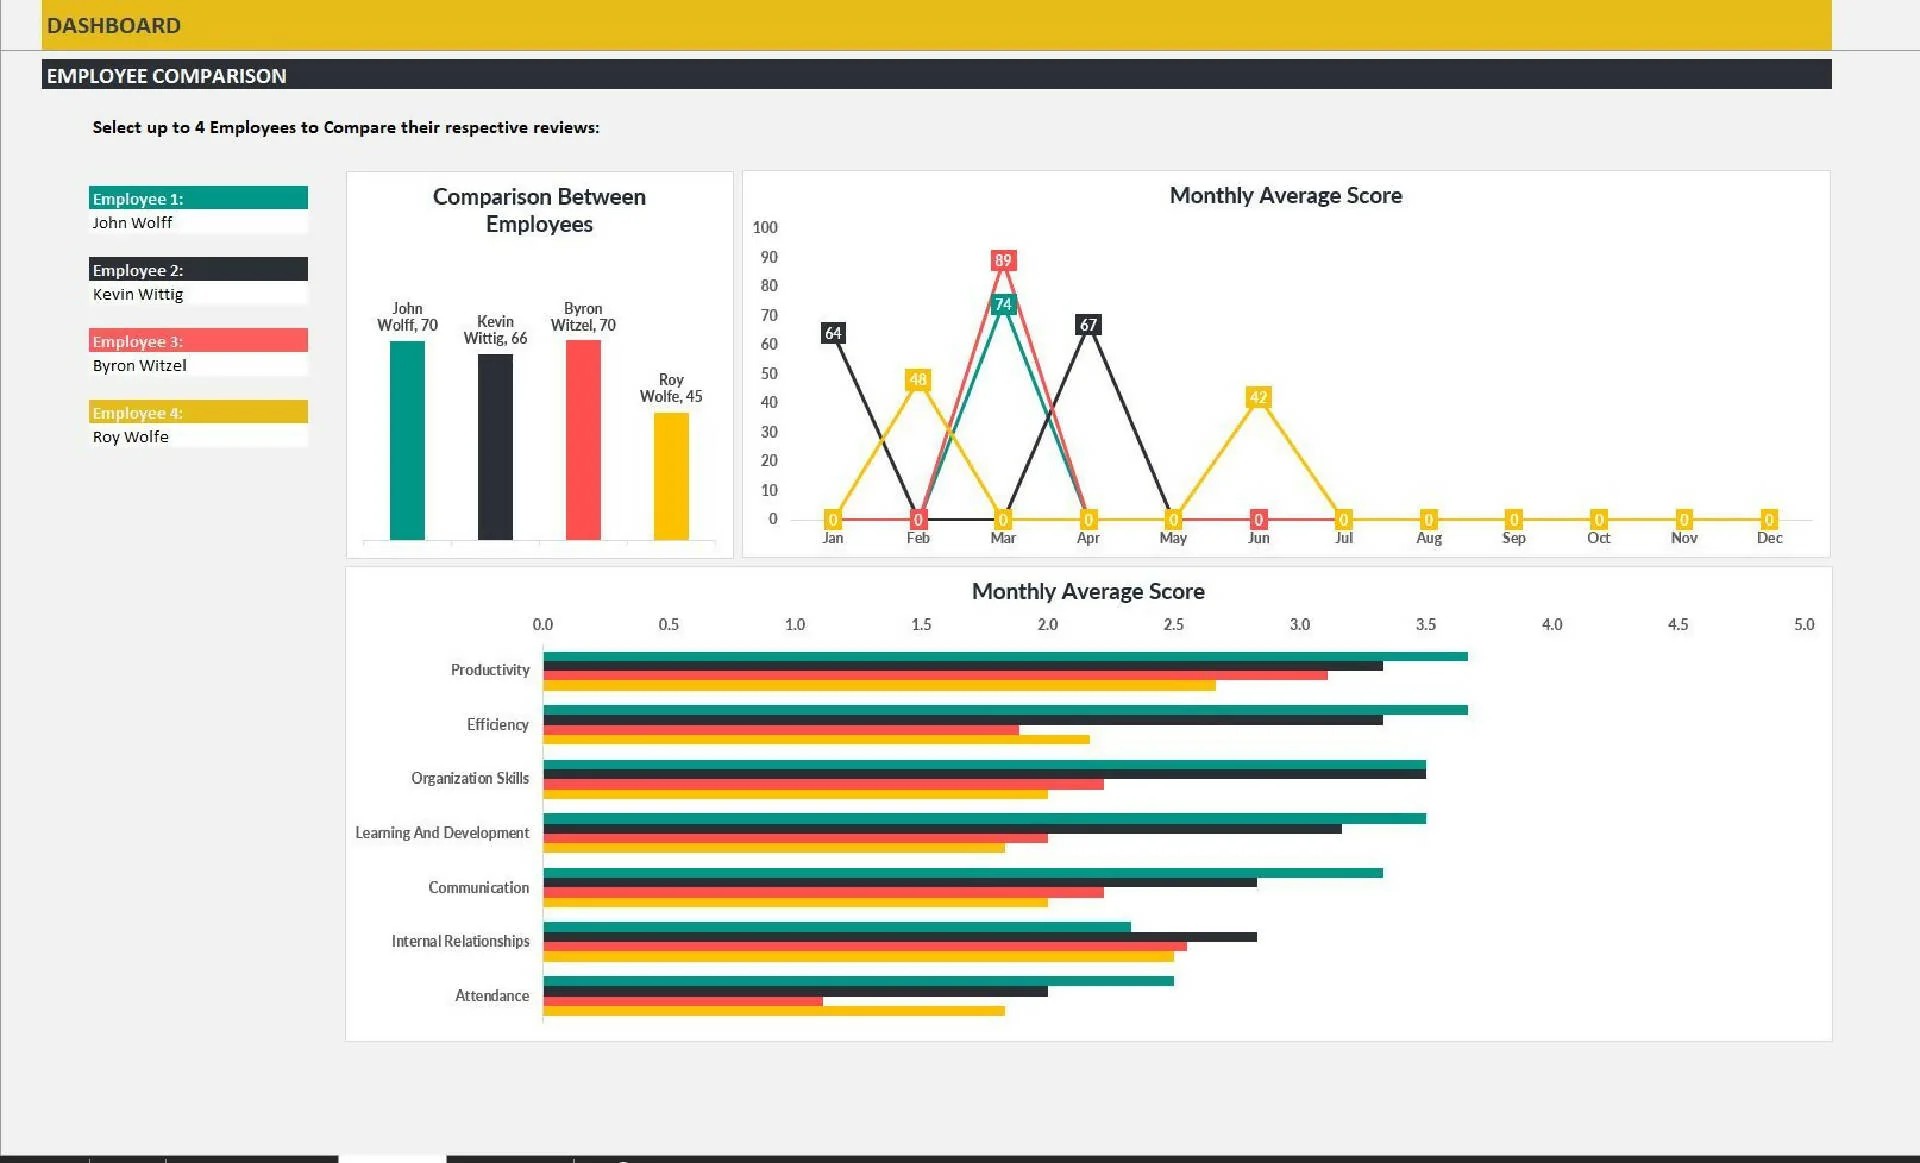 DASHBOARD
EMPLOYEE COMPARISON
Select up to 4 Employees to Compare their respective reviews:
Employee 1:
John Wolff
Employee 2:
Kevin Wittig
Employee 3:
Byron Witzel
Employee 4:
Roy Wolfe
Comparison Between
Employees
John
Wolff, 70
Kevin
Wittig, 66
Byron
Witzel, 70
Roy
Wolfe, 45
Monthly Average Score
100
90
80
70
60
50
40
30
20
10
0
89
74
67
64
48
42
0 0 0 0 0 0 0 0 0 0 0 0
Jan Feb Mar Apr May Jun Jul Aug Sep Oct Nov Dec
Monthly Average Score
0.0 0.5 1.0 1.5 2.0 2.5 3.0 3.5 4.0 4.5 5.0
Productivity
Efficiency
Organization Skills
Learning And Development
Communication
Internal Relationships
Attendance